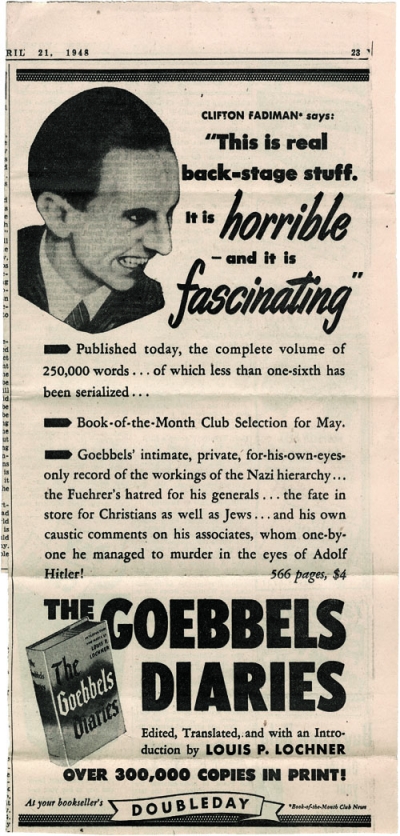 RIL 21, 1948 23
CLIFTON FADIMAN* says:
"This is real
back-stage stuff.
It is horrible
– and it is
fascinating"
Published today, the complete volume of
250,000 words . . . of which less than one-sixth has
been serialized . . .
Book-of-the-Month Club Selection for May.
Goebbels' intimate, private, for-his-own-eyes-
only record of the workings of the Nazi hierarchy...
the Fuehrer's hatred for his generals . . . the fate in
store for Christians as well as Jews . . . and his own
caustic comments on his associates, whom one-by-
one he managed to murder in the eyes of Adolf
Hitler! 566 pages, $4
THE GOEBBELS
DIARIES
The
Goebbels
Diaries
LOUIS P.
LOCHNER
Edited, Translated, and with an Intro-
duction by LOUIS P. LOCHNER
OVER 300,000 COPIES IN PRINT!
At your bookseller's DOUBLEDAY *Book-of-the-Month Club News